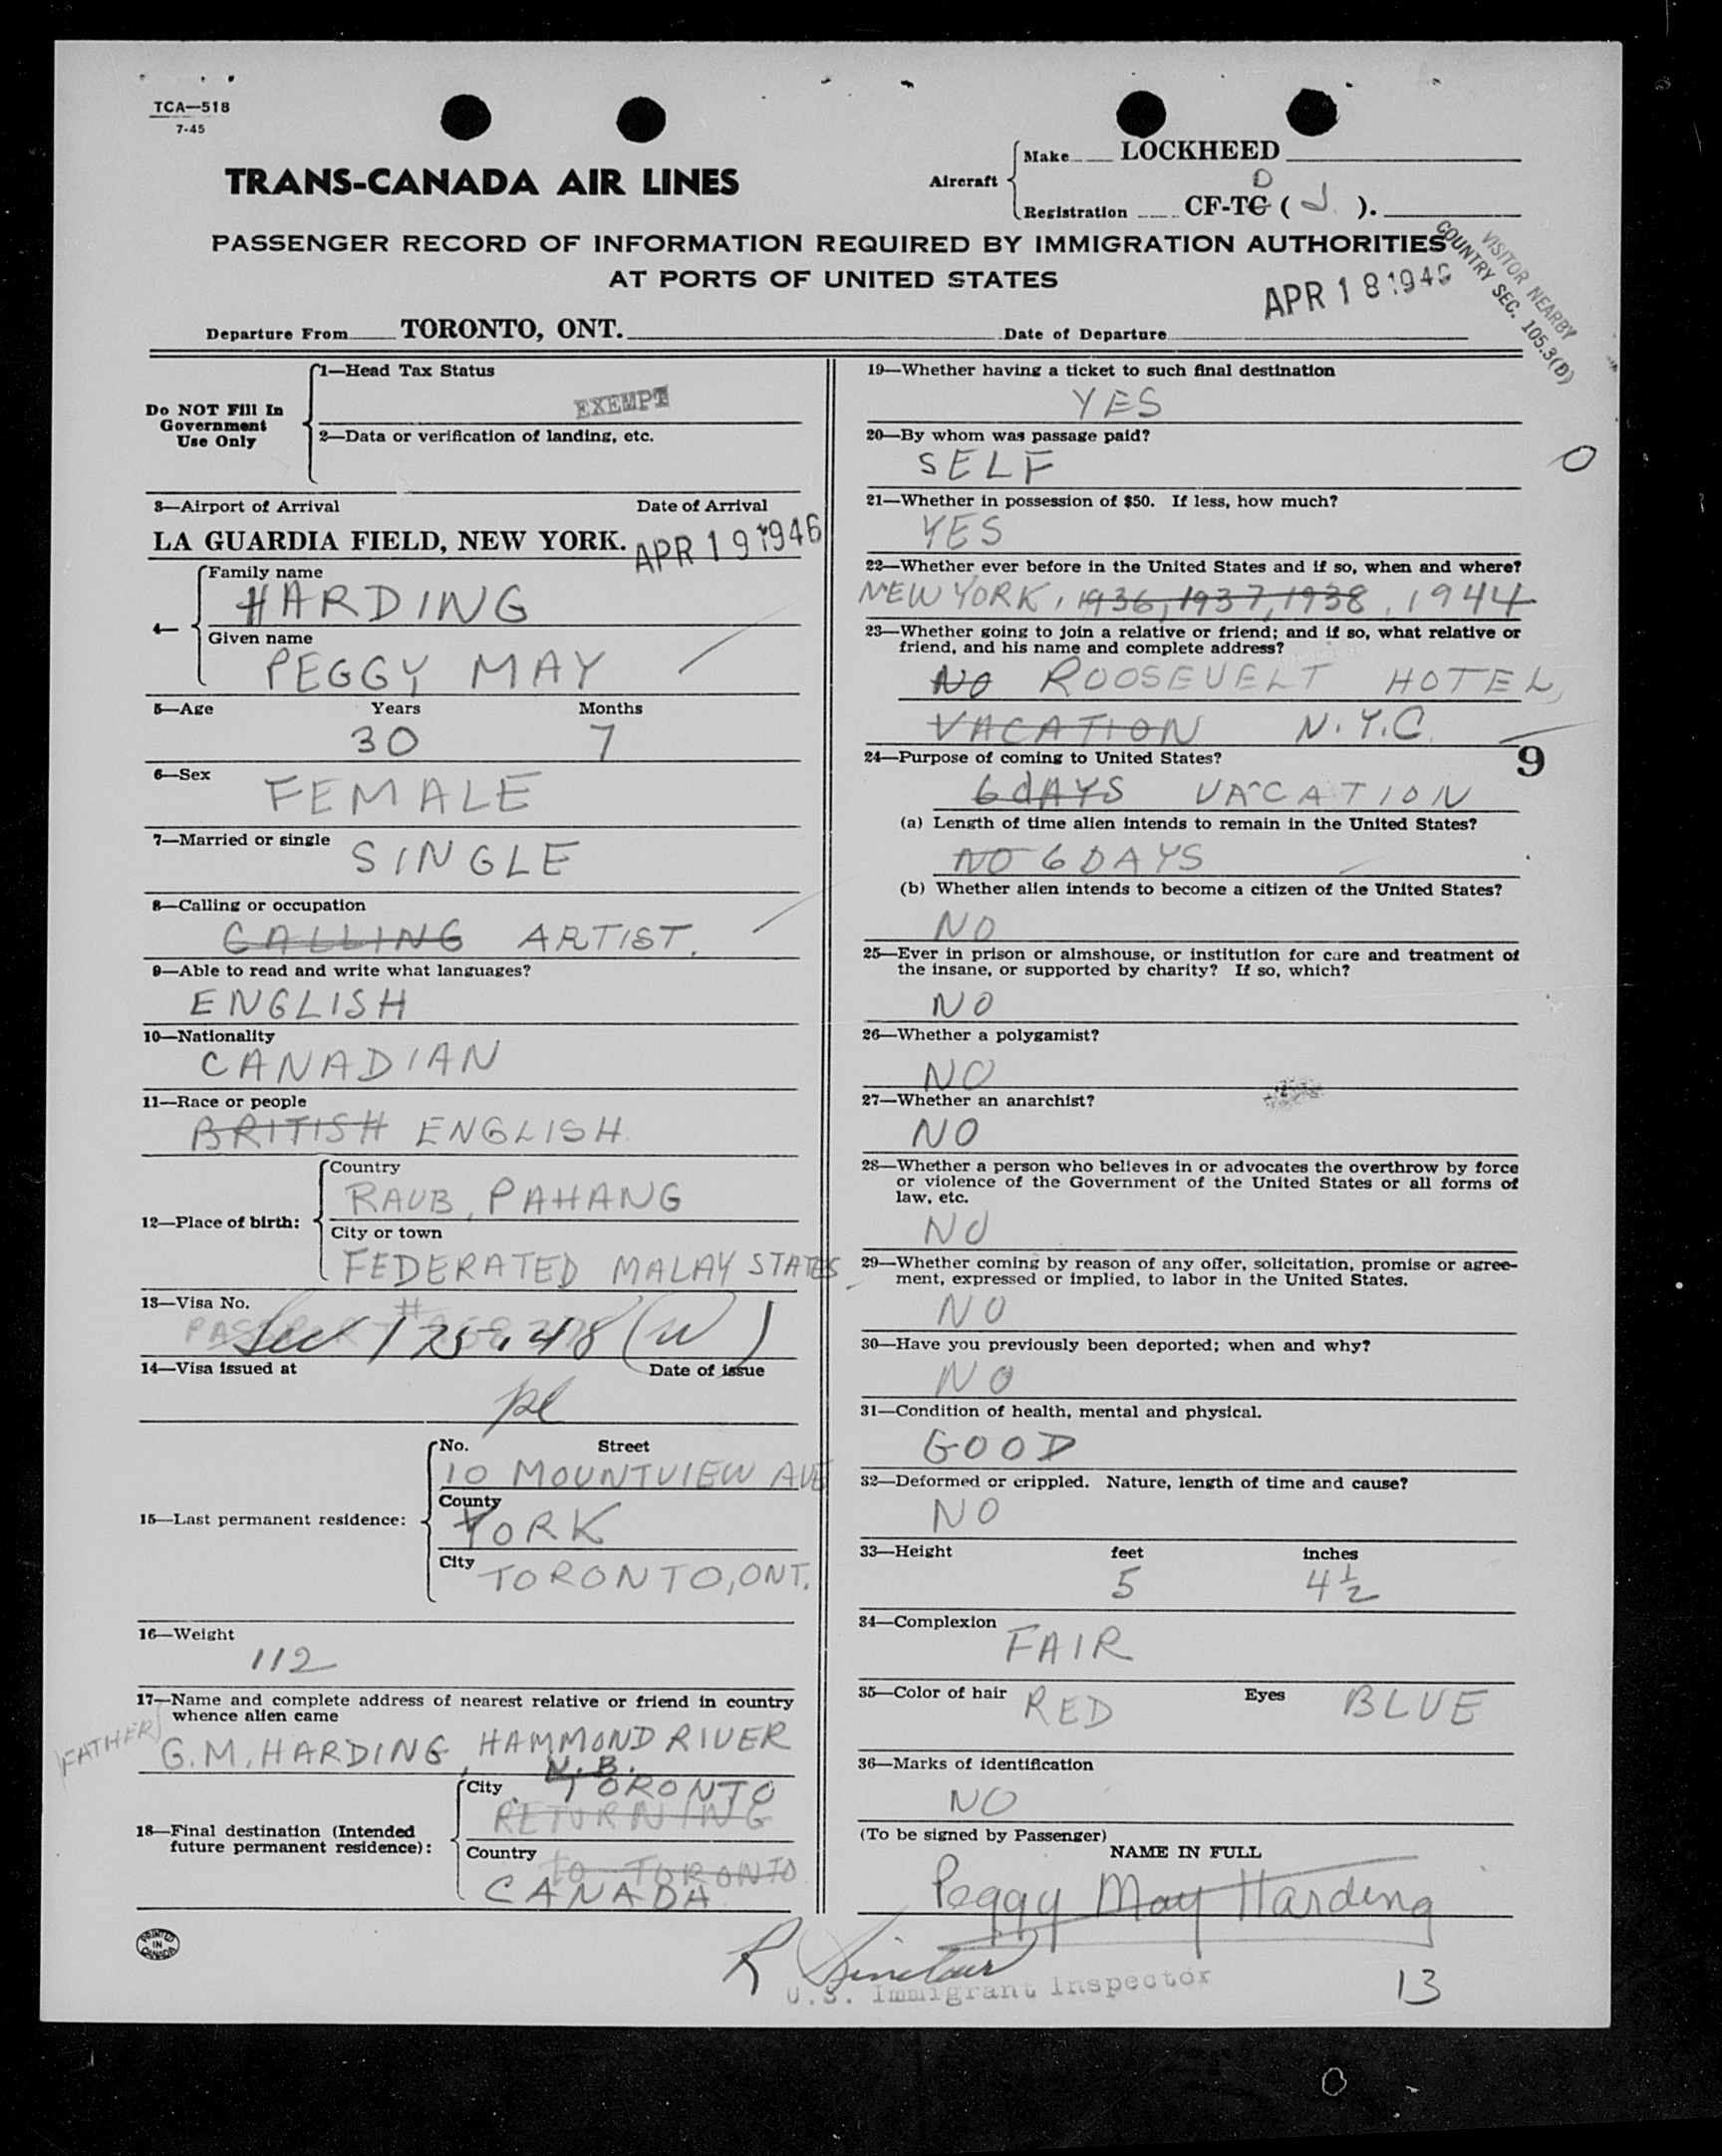 TCA—518
7-45
TRANS-CANADA AIR LINES
Aircraft
Make LOCKHEED
Registration CF-TG ( J ).
D
PASSENGER RECORD OF INFORMATION REQUIRED BY IMMIGRATION AUTHORITIES
AT PORTS OF UNITED STATES
VISITOR NEARBY
COUNTRY SEC. 105.3(B)
APR 18 1946
Departure From TORONTO, ONT. Date of Departure
Do NOT Fill In
Government
Use Only
1—Head Tax Status
EXEMPT
2—Data or verification of landing, etc.
3—Airport of Arrival Date of Arrival
LA GUARDIA FIELD, NEW YORK. APR 19 1946
4—
Family name
HARDING
Given name
PEGGY MAY
5—Age Years Months
30 7
6—Sex
FEMALE
7—Married or single
SINGLE
8—Calling or occupation
CALLING ARTIST.
9—Able to read and write what languages?
ENGLISH
10—Nationality
CANADIAN
11—Race or people
BRITISH ENGLISH
12—Place of birth:
Country
RAUB, PAHANG
City or town
FEDERATED MALAY STATES
13—Visa No.
Sec 175.48 (w)
14—Visa issued at Date of issue
15—Last permanent residence:
No. Street
10 MOUNTVIEW AVE
County
YORK
City
TORONTO, ONT.
16—Weight
112
17—Name and complete address of nearest relative or friend in country
whence alien came
FATHER
G.M. HARDING, HAMMOND RIVER
N.B.
18—Final destination (Intended
future permanent residence):
City TORONTO
RETURNING
Country
TO TORONTO
CANADA
PRINTED
IN
CANADA
19—Whether having a ticket to such final destination
YES
20—By whom was passage paid?
SELF
O
21—Whether in possession of $50. If less, how much?
YES
22—Whether ever before in the United States and if so, when and where?
NEW YORK, 1936, 1937, 1938, 1944
23—Whether going to join a relative or friend; and if so, what relative or
friend, and his name and complete address?
NO ROOSEVELT HOTEL,
VACATION N.Y.C.
9
24—Purpose of coming to United States?
6 dAYS VACATION
(a) Length of time alien intends to remain in the United States?
NO 6 DAYS
(b) Whether alien intends to become a citizen of the United States?
NO
25—Ever in prison or almshouse, or institution for care and treatment of
the insane, or supported by charity? If so, which?
NO
26—Whether a polygamist?
NO
27—Whether an anarchist?
NO
28—Whether a person who believes in or advocates the overthrow by force
or violence of the Government of the United States or all forms of
law, etc.
NO
29—Whether coming by reason of any offer, solicitation, promise or agree-
ment, expressed or implied, to labor in the United States.
NO
30—Have you previously been deported; when and why?
NO
31—Condition of health, mental and physical.
GOOD
32—Deformed or crippled. Nature, length of time and cause?
NO
33—Height feet inches
5 4½
34—Complexion
FAIR
35—Color of hair RED Eyes BLUE
36—Marks of identification
NO
(To be signed by Passenger)
NAME IN FULL
Peggy May Harding
R Sinclair
U.S. Immigrant Inspector
13